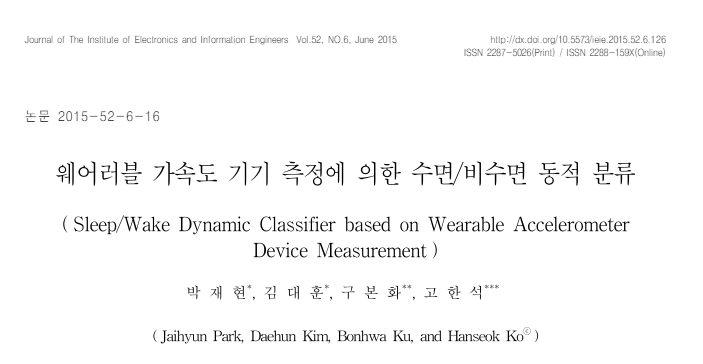 Journal of The Institute of Electronics and Information Engineers Vol.52, NO.6, June 2015
http://dx.doi.org/10.5573/ieie.2015.52.6.126
ISSN 2287-5026(Print) / ISSN 2288-159X(Online)
논문 2015-52-6-16
웨어러블 가속도 기기 측정에 의한 수면/비수면 동적 분류
( Sleep/Wake Dynamic Classifier based on Wearable Accelerometer
Device Measurement )
박 재 현*, 김 대 훈*, 구 본 화**, 고 한 석***
( Jaihyun Park, Daehun Kim, Bonhwa Ku, and Hanseok Ko ⓒ )